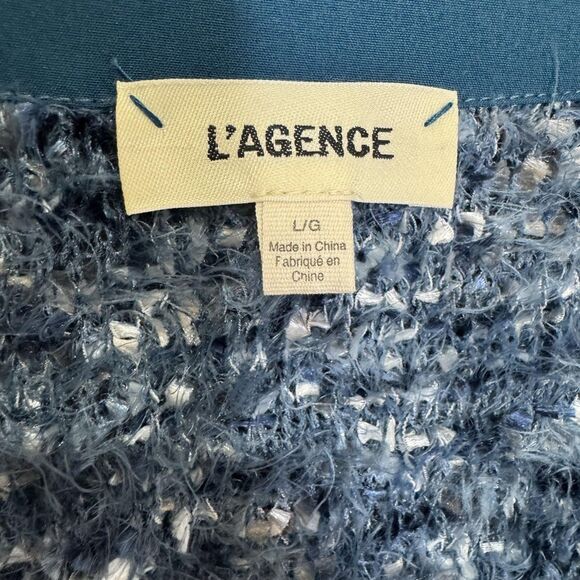 L'AGENCE
L/G
Made in China
Fabriqué en
Chine